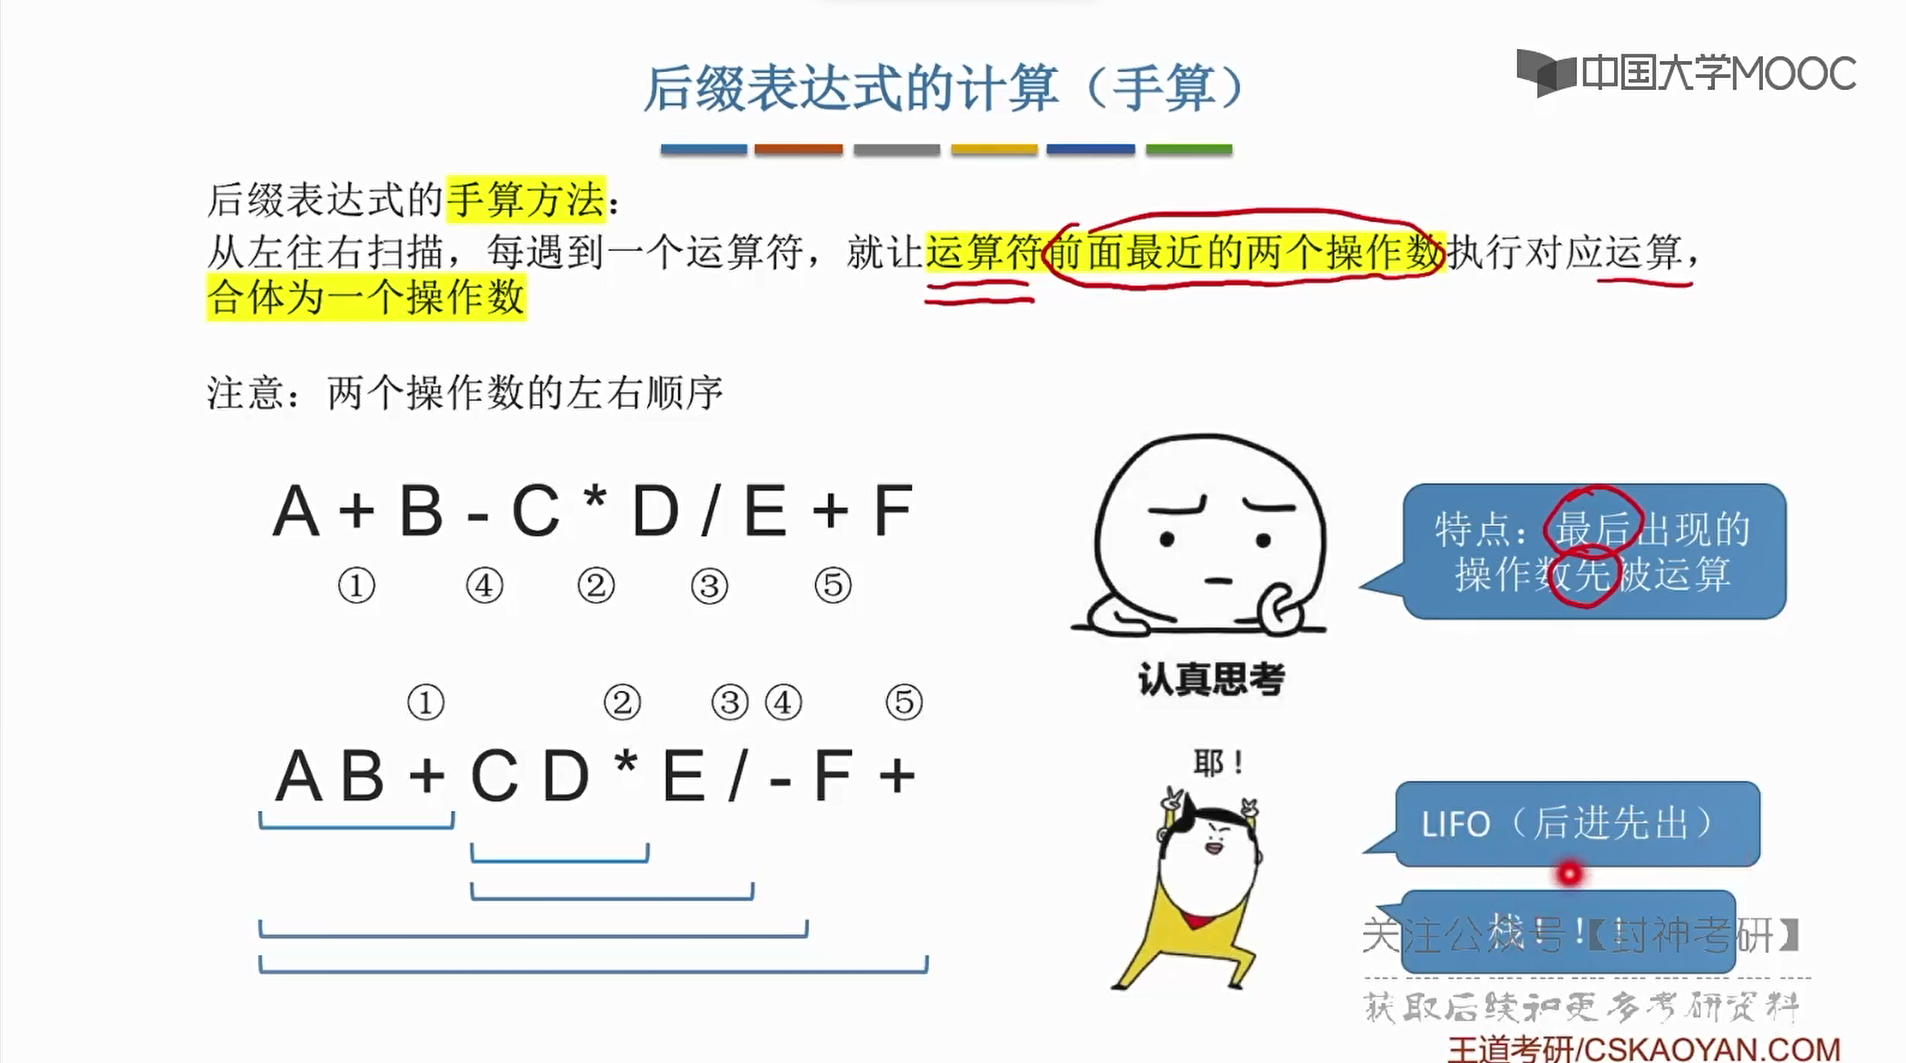 中国大学MOOC
后缀表达式的计算（手算）
后缀表达式的手算方法：
从左往右扫描，每遇到一个运算符，就让运算符前面最近的两个操作数执行对应运算，
合体为一个操作数
注意：两个操作数的左右顺序
A + B - C * D / E + F
① ④ ② ③ ⑤
特点：最后出现的
操作数先被运算
认真思考
① ② ③ ④ ⑤
A B + C D * E / - F +
耶！
LIFO（后进先出）
栈！！！
关注公众号【封神考研】
获取后续和更多考研资料
王道考研/CSKAOYAN.COM